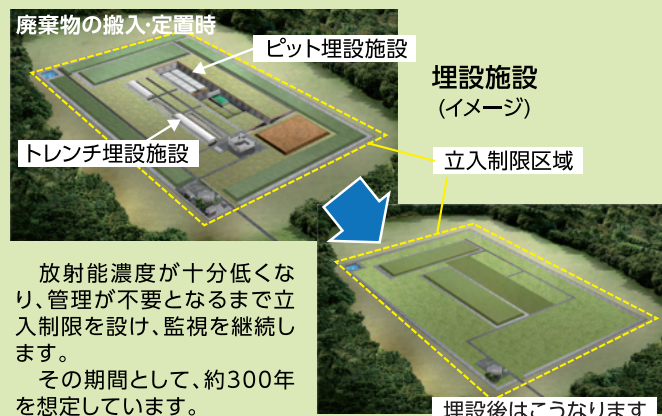 廃棄物の搬入・定置時
ピット埋設施設
埋設施設
(イメージ)
トレンチ埋設施設
立入制限区域
　放射能濃度が十分低くな
り、管理が不要となるまで立
入制限を設け、監視を継続し
ます。
　その期間として、約300年
を想定しています。
埋設後はこうなります